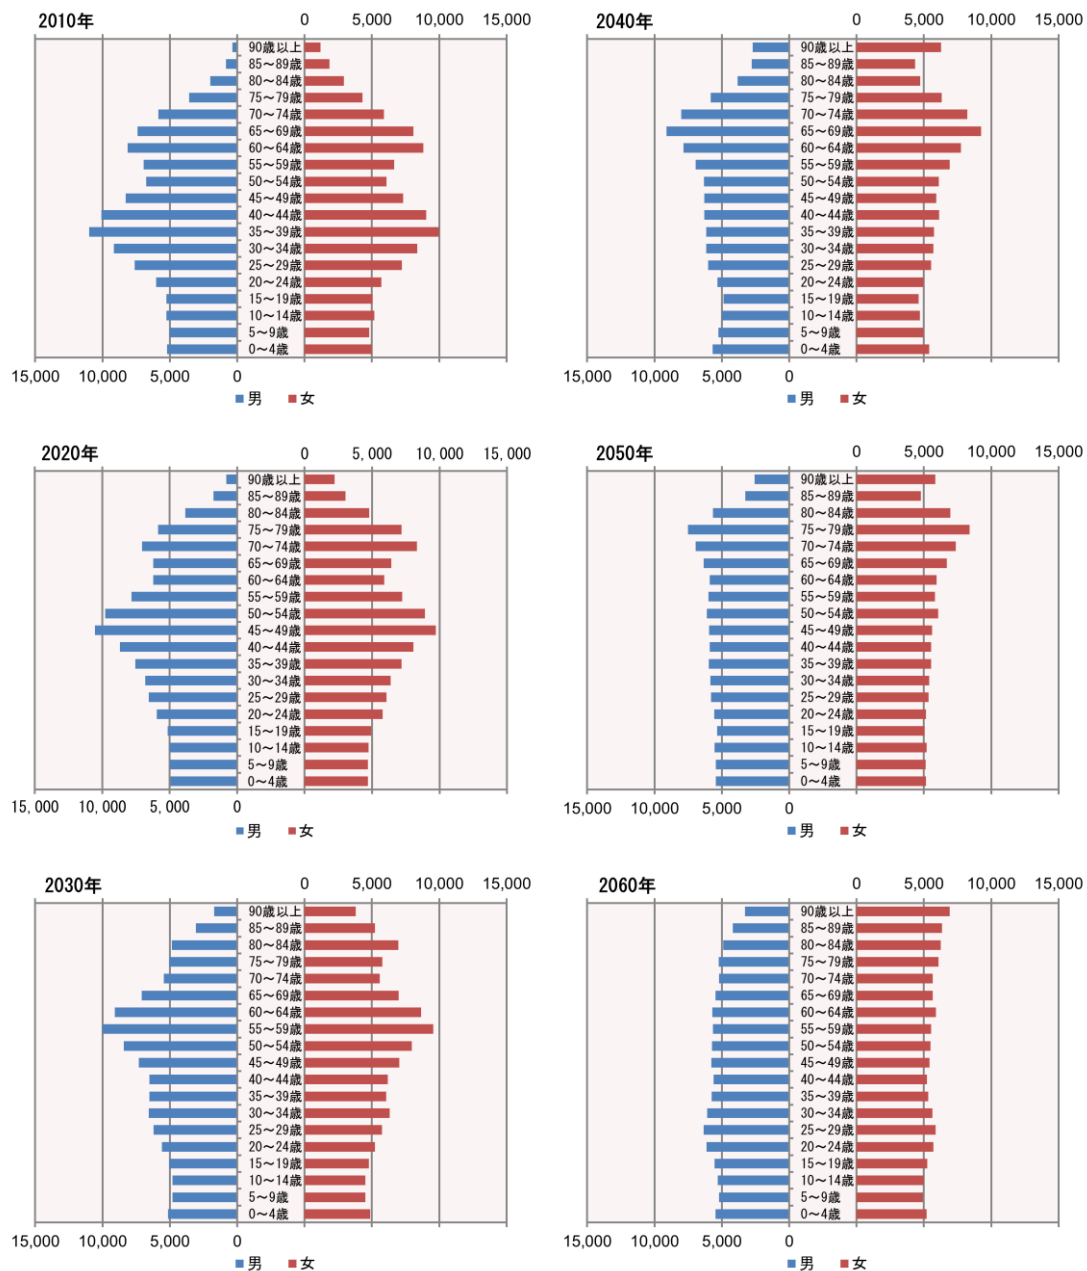 2010年
0 5,000 10,000 15,000
90歳以上
85～89歳
80～84歳
75～79歳
70～74歳
65～69歳
60～64歳
55～59歳
50～54歳
45～49歳
40～44歳
35～39歳
30～34歳
25～29歳
20～24歳
15～19歳
10～14歳
5～9歳
0～4歳
15,000 10,000 5,000 0
男 女
2040年
0 5,000 10,000 15,000
90歳以上
85～89歳
80～84歳
75～79歳
70～74歳
65～69歳
60～64歳
55～59歳
50～54歳
45～49歳
40～44歳
35～39歳
30～34歳
25～29歳
20～24歳
15～19歳
10～14歳
5～9歳
0～4歳
15,000 10,000 5,000 0
男 女
2020年
0 5,000 10,000 15,000
90歳以上
85～89歳
80～84歳
75～79歳
70～74歳
65～69歳
60～64歳
55～59歳
50～54歳
45～49歳
40～44歳
35～39歳
30～34歳
25～29歳
20～24歳
15～19歳
10～14歳
5～9歳
0～4歳
15,000 10,000 5,000 0
男 女
2050年
0 5,000 10,000 15,000
90歳以上
85～89歳
80～84歳
75～79歳
70～74歳
65～69歳
60～64歳
55～59歳
50～54歳
45～49歳
40～44歳
35～39歳
30～34歳
25～29歳
20～24歳
15～19歳
10～14歳
5～9歳
0～4歳
15,000 10,000 5,000 0
男 女
2030年
0 5,000 10,000 15,000
90歳以上
85～89歳
80～84歳
75～79歳
70～74歳
65～69歳
60～64歳
55～59歳
50～54歳
45～49歳
40～44歳
35～39歳
30～34歳
25～29歳
20～24歳
15～19歳
10～14歳
5～9歳
0～4歳
15,000 10,000 5,000 0
男 女
2060年
0 5,000 10,000 15,000
90歳以上
85～89歳
80～84歳
75～79歳
70～74歳
65～69歳
60～64歳
55～59歳
50～54歳
45～49歳
40～44歳
35～39歳
30～34歳
25～29歳
20～24歳
15～19歳
10～14歳
5～9歳
0～4歳
15,000 10,000 5,000 0
男 女